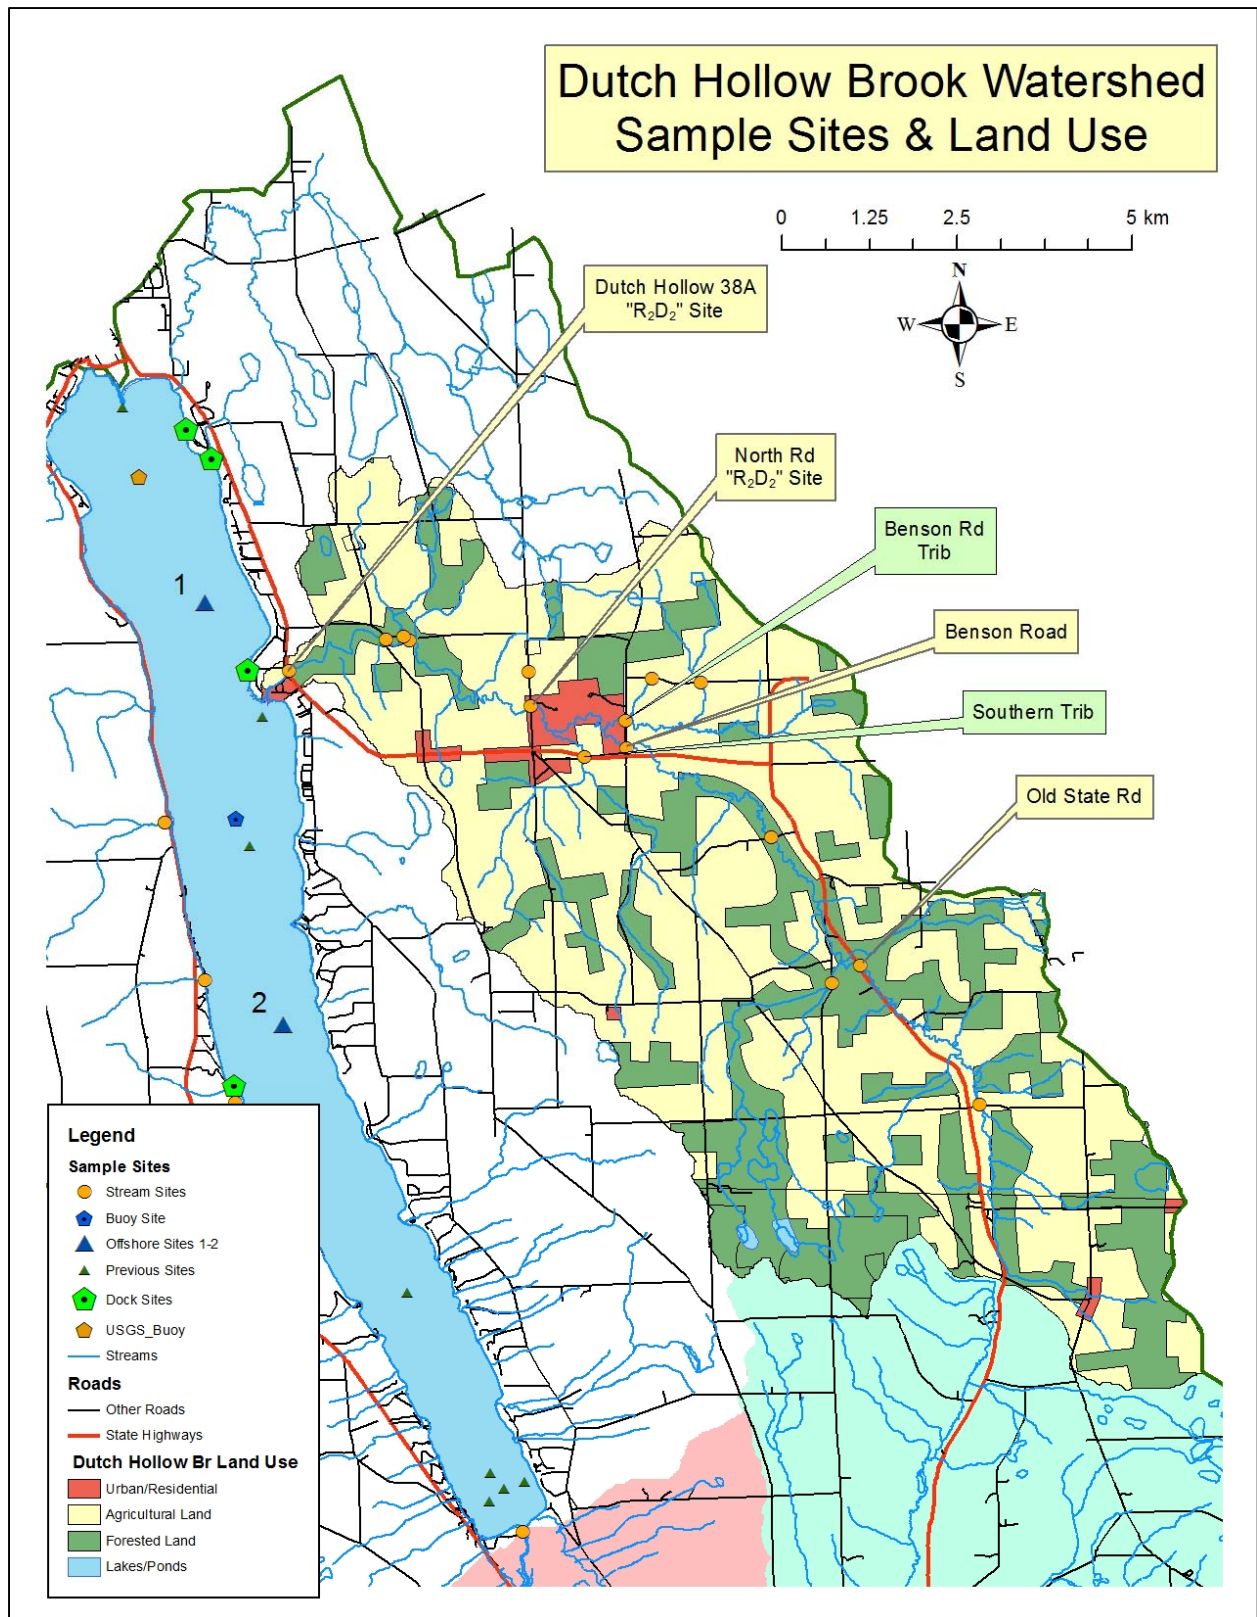 Dutch Hollow Brook Watershed
Sample Sites & Land Use
0 1.25 2.5 5 km
N
W E
S
Dutch Hollow 38A
"R₂D₂" Site
North Rd
"R₂D₂" Site
Benson Rd
Trib
Benson Road
Southern Trib
Old State Rd
1
2
Legend
Sample Sites
Stream Sites
Buoy Site
Offshore Sites 1-2
Previous Sites
Dock Sites
USGS_Buoy
Streams
Roads
Other Roads
State Highways
Dutch Hollow Br Land Use
Urban/Residential
Agricultural Land
Forested Land
Lakes/Ponds